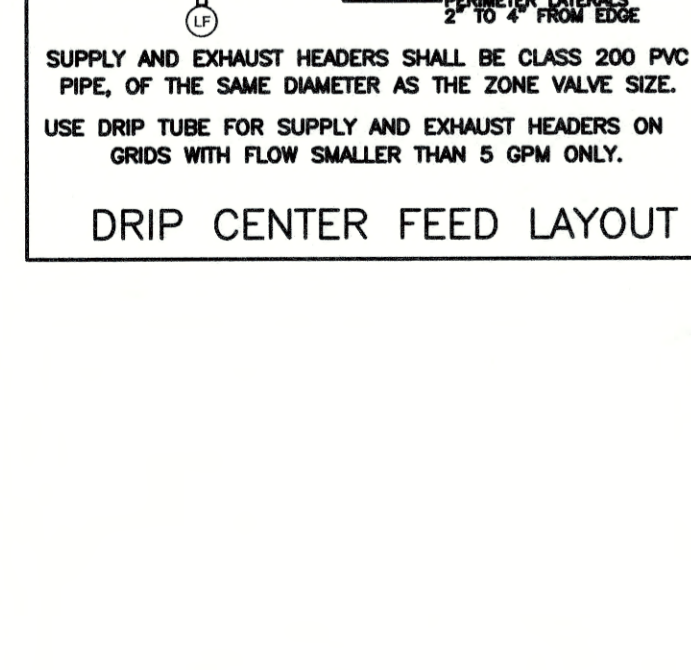 PERIMETER LATERALS
2" TO 4" FROM EDGE
LF
SUPPLY AND EXHAUST HEADERS SHALL BE CLASS 200 PVC
PIPE, OF THE SAME DIAMETER AS THE ZONE VALVE SIZE.
USE DRIP TUBE FOR SUPPLY AND EXHAUST HEADERS ON
GRIDS WITH FLOW SMALLER THAN 5 GPM ONLY.
DRIP CENTER FEED LAYOUT